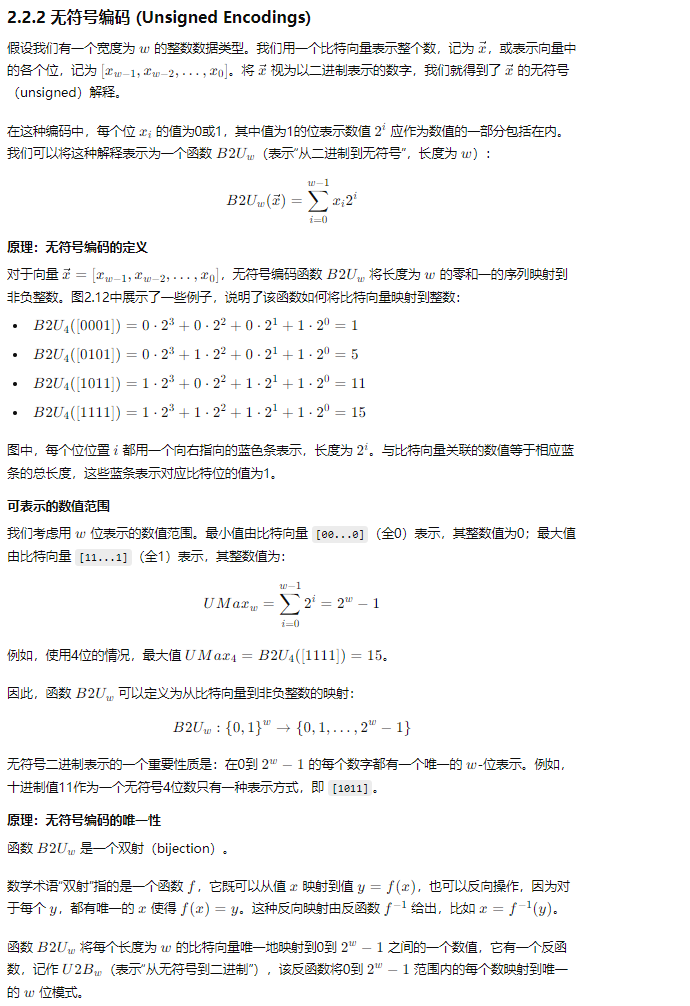 2.2.2 无符号编码 (Unsigned Encodings)
假设我们有一个宽度为 w 的整数数据类型。我们用一个比特向量表示整个数，记为 x⃗，或表示向量中
的各个位，记为 [x_{w−1}, x_{w−2}, . . . , x_0]。将 x⃗ 视为以二进制表示的数字，我们就得到了 x⃗ 的无符号
（unsigned）解释。
在这种编码中，每个位 x_i 的值为0或1，其中值为1的位表示数值 2^i 应作为数值的一部分包括在内。
我们可以将这种解释表示为一个函数 B2U_w（表示“从二进制到无符号”，长度为 w）：
B2U_w(x⃗) = ∑_{i=0}^{w−1} x_i 2^i
原理：无符号编码的定义
对于向量 x⃗ = [x_{w−1}, x_{w−2}, . . . , x_0]，无符号编码函数 B2U_w 将长度为 w 的零和一的序列映射到
非负整数。图2.12中展示了一些例子，说明了该函数如何将比特向量映射到整数：
• B2U_4([0001]) = 0 · 2^3 + 0 · 2^2 + 0 · 2^1 + 1 · 2^0 = 1
• B2U_4([0101]) = 0 · 2^3 + 1 · 2^2 + 0 · 2^1 + 1 · 2^0 = 5
• B2U_4([1011]) = 1 · 2^3 + 0 · 2^2 + 1 · 2^1 + 1 · 2^0 = 11
• B2U_4([1111]) = 1 · 2^3 + 1 · 2^2 + 1 · 2^1 + 1 · 2^0 = 15
图中，每个位位置 i 都用一个向右指向的蓝色条表示，长度为 2^i。与比特向量关联的数值等于相应蓝
条的总长度，这些蓝条表示对应比特位的值为1。
可表示的数值范围
我们考虑用 w 位表示的数值范围。最小值由比特向量 [00...0]（全0）表示，其整数值为0；最大值
由比特向量 [11...1]（全1）表示，其整数值为：
UMax_w = ∑_{i=0}^{w−1} 2^i = 2^w − 1
例如，使用4位的情况，最大值 UMax_4 = B2U_4([1111]) = 15。
因此，函数 B2U_w 可以定义为从比特向量到非负整数的映射：
B2U_w : {0, 1}^w → {0, 1, . . . , 2^w − 1}
无符号二进制表示的一个重要性质是：在0到 2^w − 1 的每个数字都有一个唯一的 w-位表示。例如，
十进制值11作为一个无符号4位数只有一种表示方式，即 [1011]。
原理：无符号编码的唯一性
函数 B2U_w 是一个双射（bijection）。
数学术语“双射”指的是一个函数 f，它既可以从值 x 映射到值 y = f(x)，也可以反向操作，因为对
于每个 y，都有唯一的 x 使得 f(x) = y。这种反向映射由反函数 f^{−1} 给出，比如 x = f^{−1}(y)。
函数 B2U_w 将每个长度为 w 的比特向量唯一地映射到0到 2^w − 1 之间的一个数值，它有一个反函
数，记作 U2B_w（表示“从无符号到二进制”），该反函数将0到 2^w − 1 范围内的每个数映射到唯一
的 w 位模式。